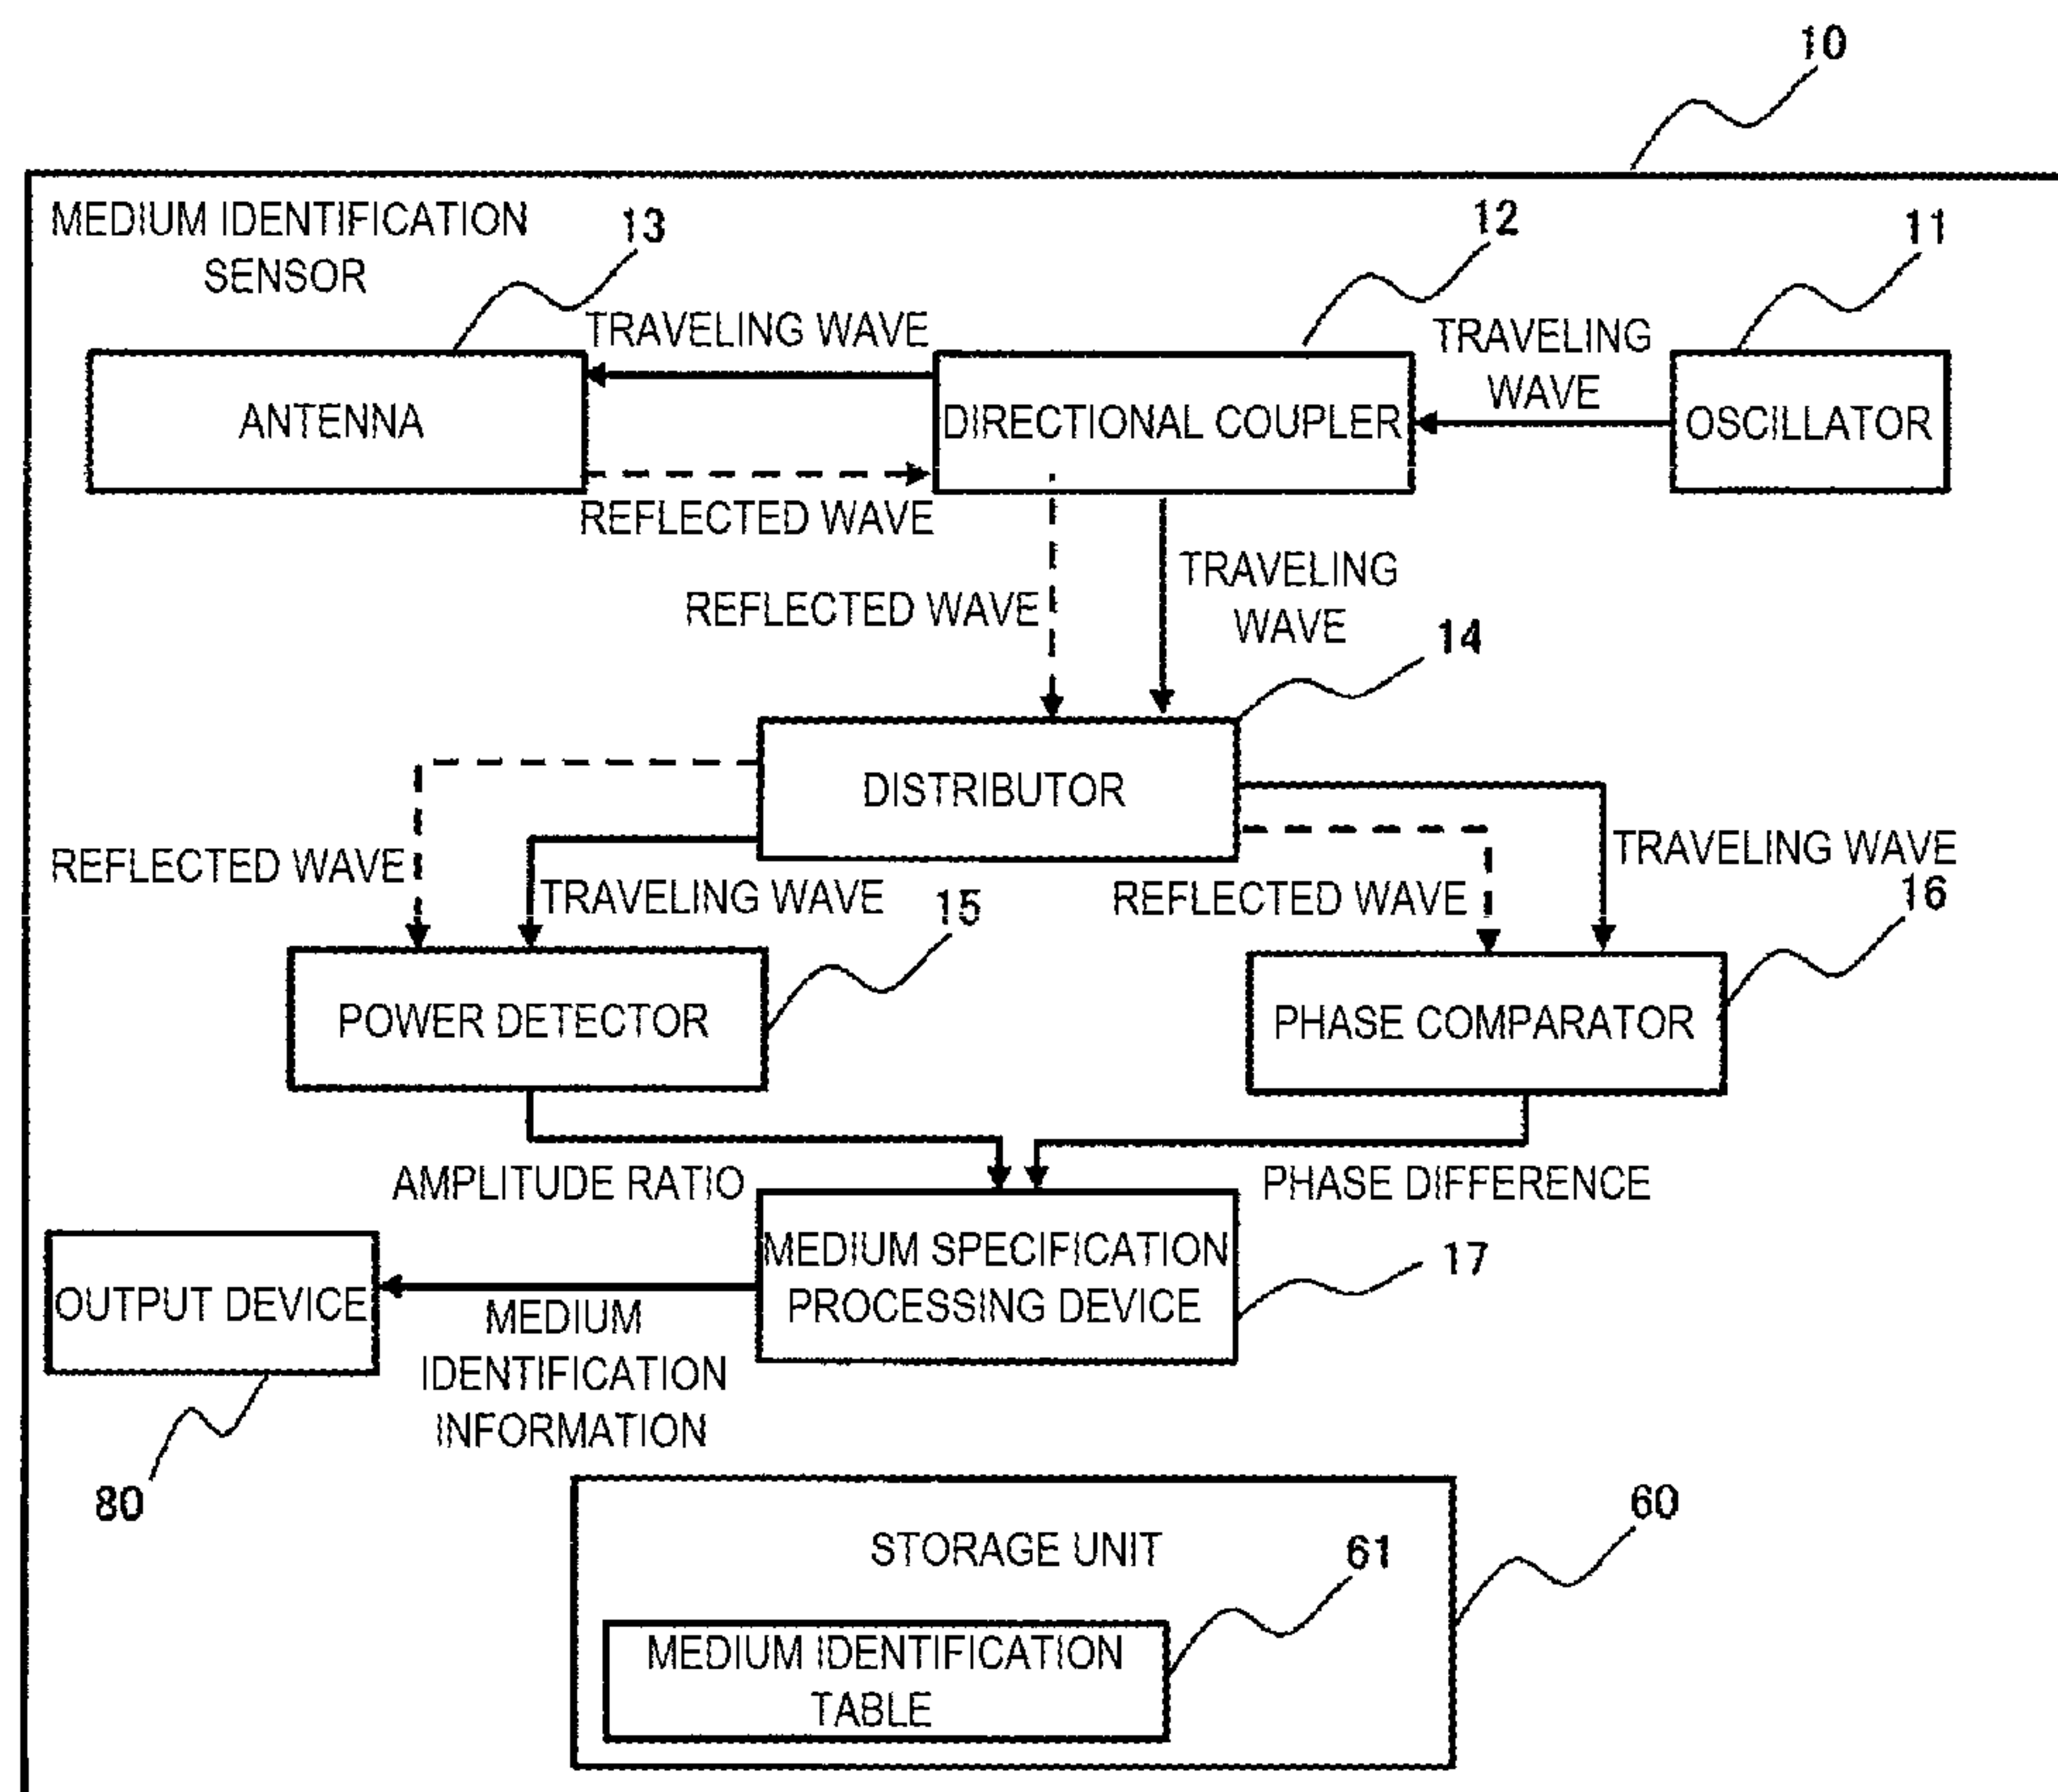 10
MEDIUM IDENTIFICATION
SENSOR
13
12
11
TRAVELING WAVE
TRAVELING
WAVE
ANTENNA
DIRECTIONAL COUPLER
OSCILLATOR
REFLECTED WAVE
REFLECTED WAVE
TRAVELING
WAVE
14
DISTRIBUTOR
REFLECTED WAVE
TRAVELING WAVE
REFLECTED WAVE
TRAVELING WAVE
15
16
POWER DETECTOR
PHASE COMPARATOR
AMPLITUDE RATIO
PHASE DIFFERENCE
MEDIUM SPECIFICATION
PROCESSING DEVICE
17
OUTPUT DEVICE
MEDIUM
IDENTIFICATION
INFORMATION
80
STORAGE UNIT
60
61
MEDIUM IDENTIFICATION
TABLE